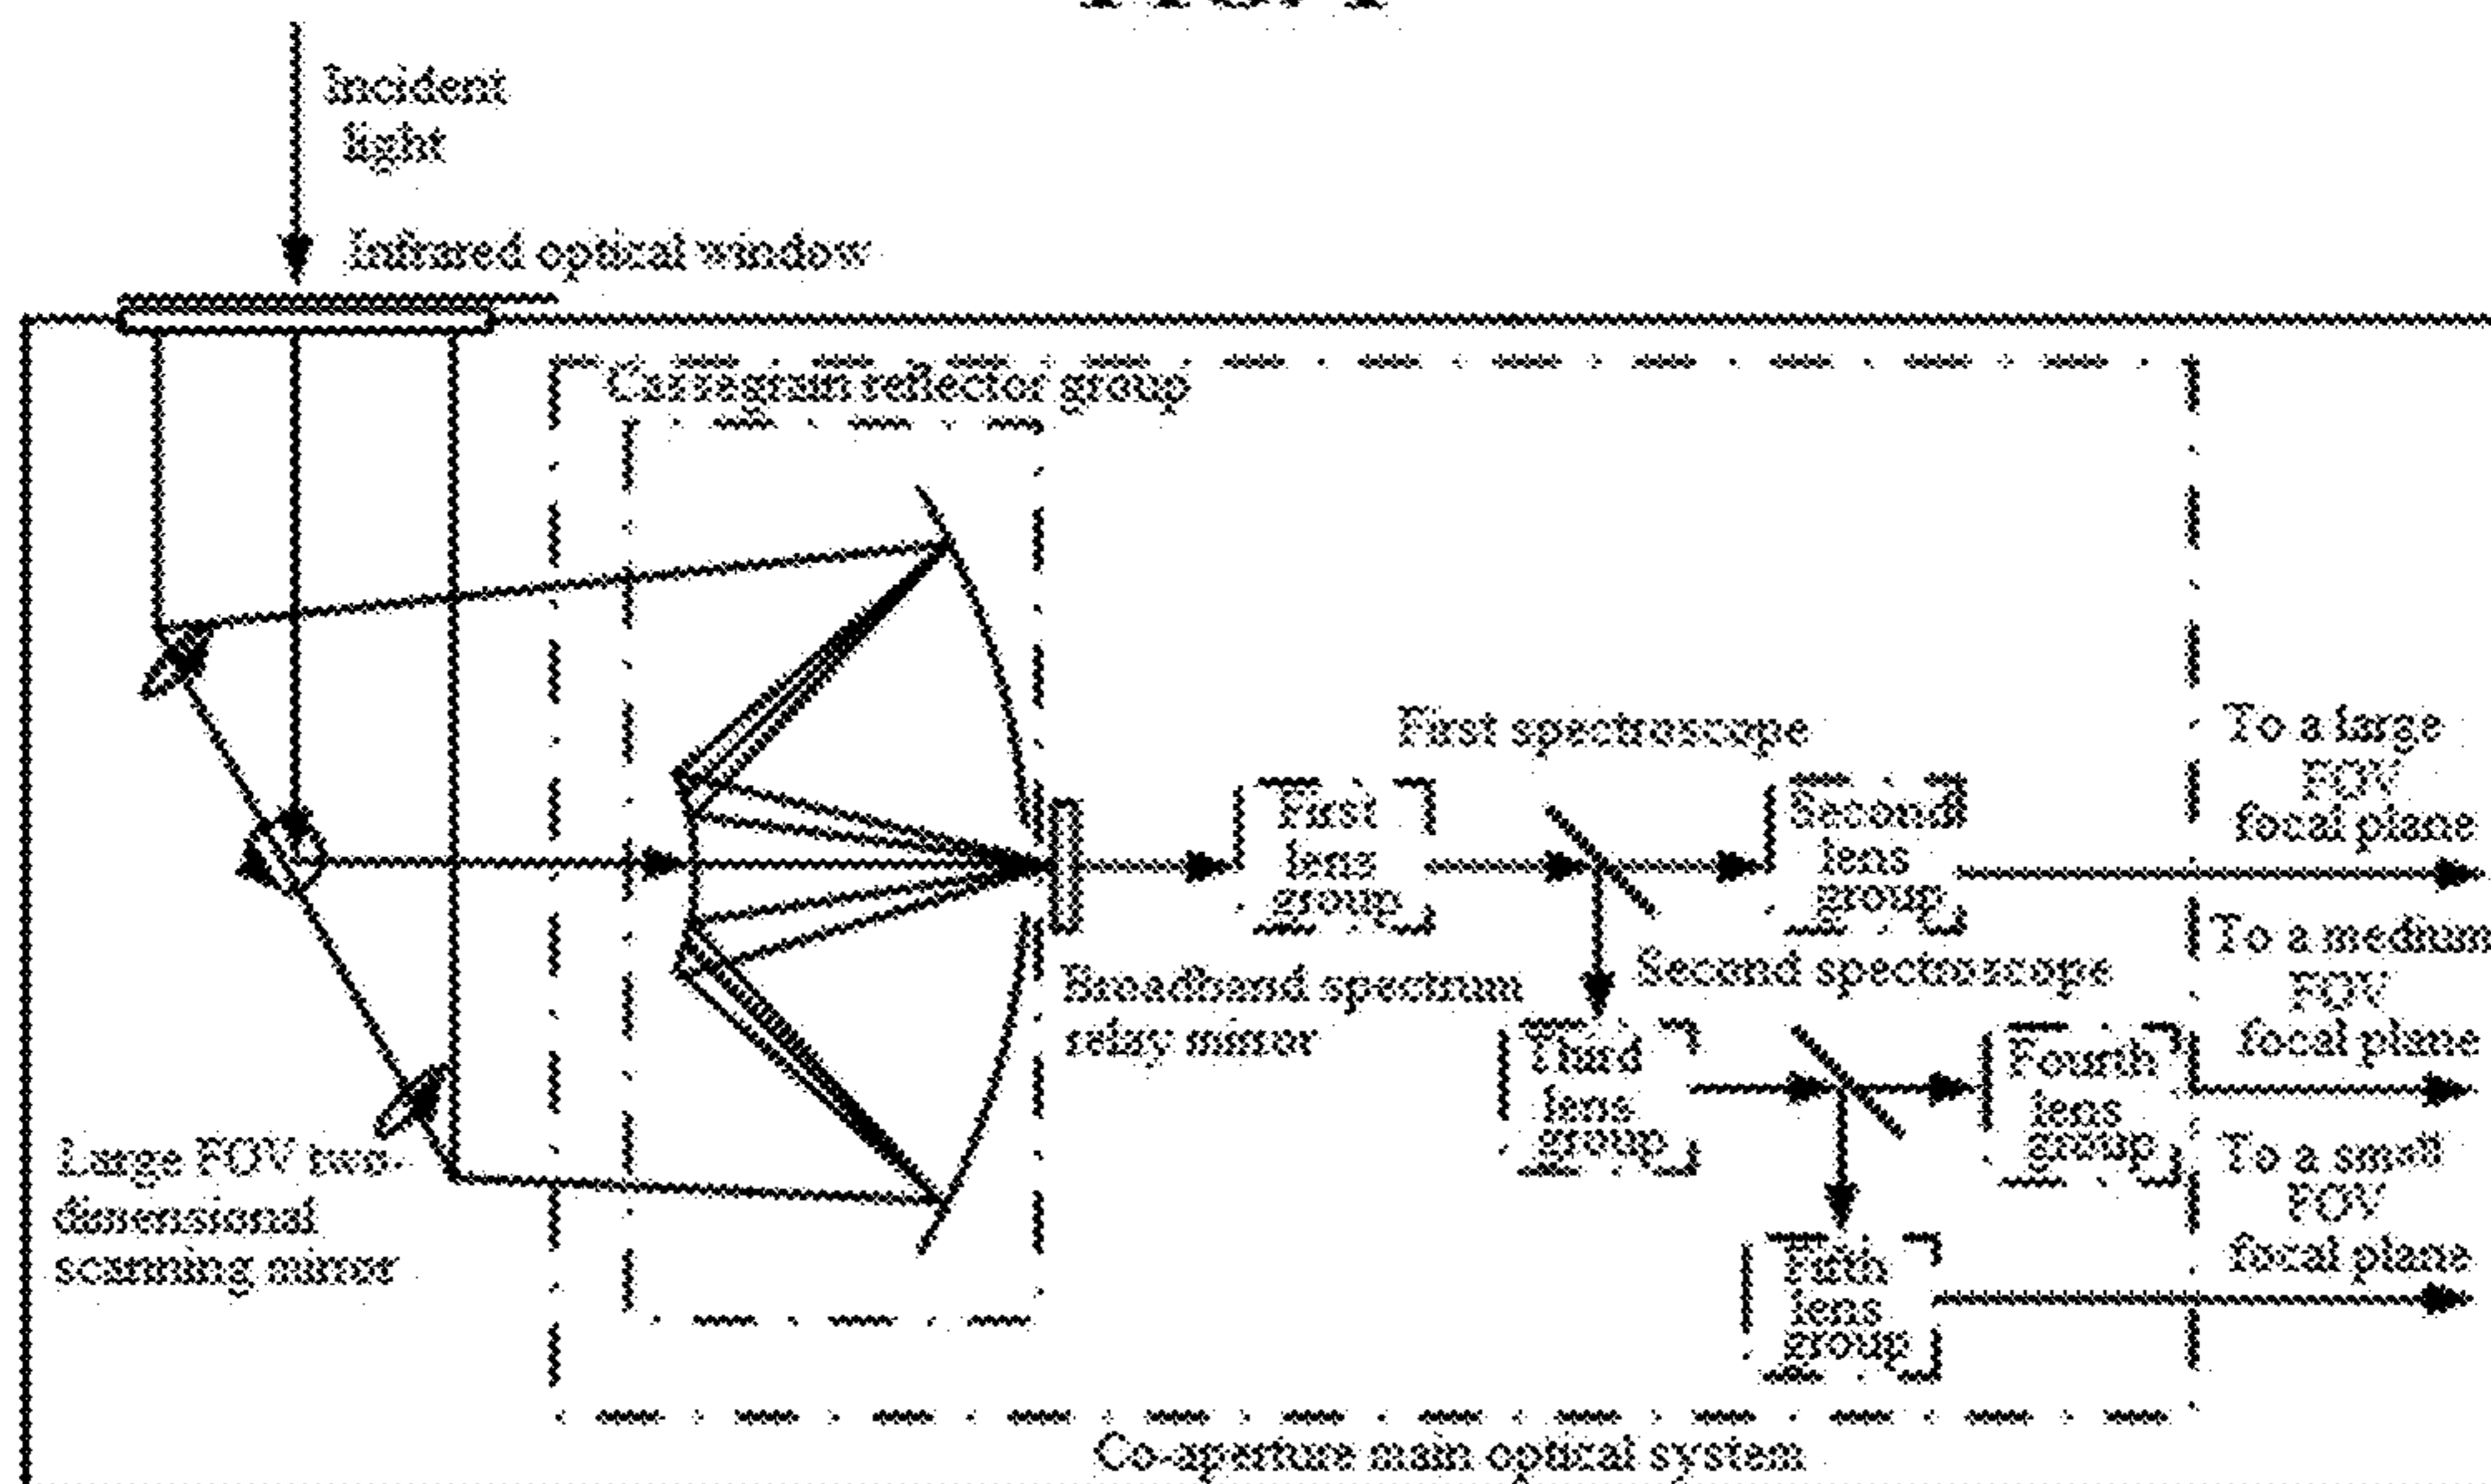 Incident
light
Infrared optical window
Carragram reflector group
First spectroscope
To a large
FOV
focal plane
First
lens
group
Second
lens
group
To a medium
FOV
focal plane
Broadband spectrum
relay mirror
Second spectroscope
Third
lens
group
Fourth
lens
group
Large FOV two-
dimensional
scanning mirror
To a small
FOV
focal plane
Fifth
lens
group
Co-aperture main optical system